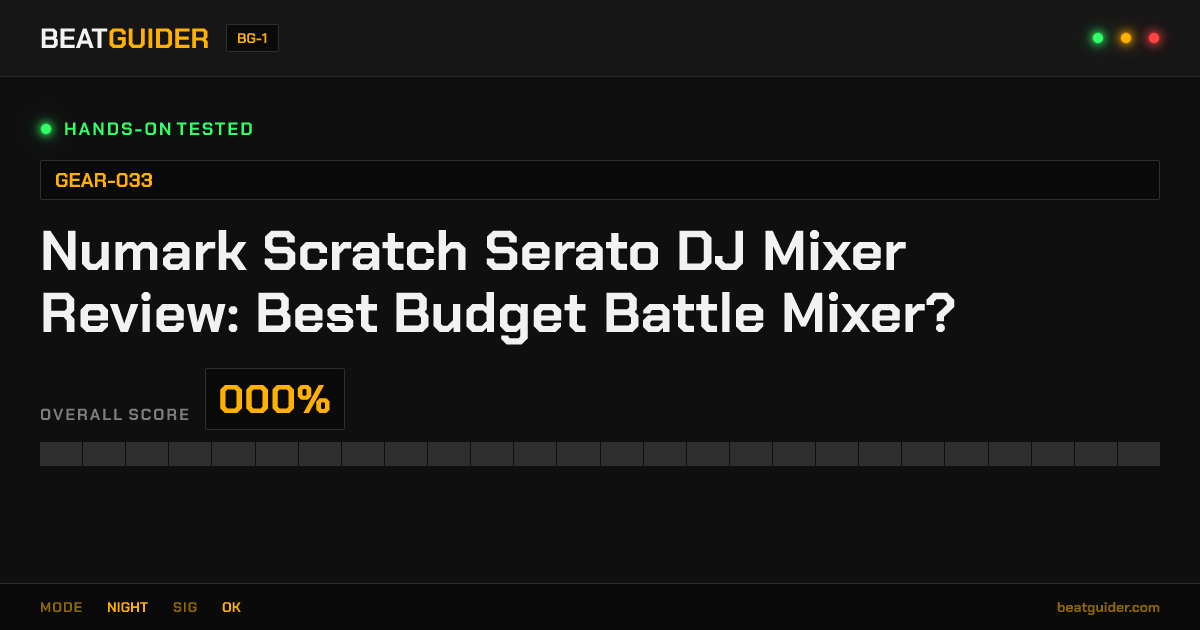 BEATGUIDER BG-1
HANDS-ON TESTED
GEAR-033
Numark Scratch Serato DJ Mixer
Review: Best Budget Battle Mixer?
OVERALL SCORE 000%
MODE NIGHT SIG OK beatguider.com